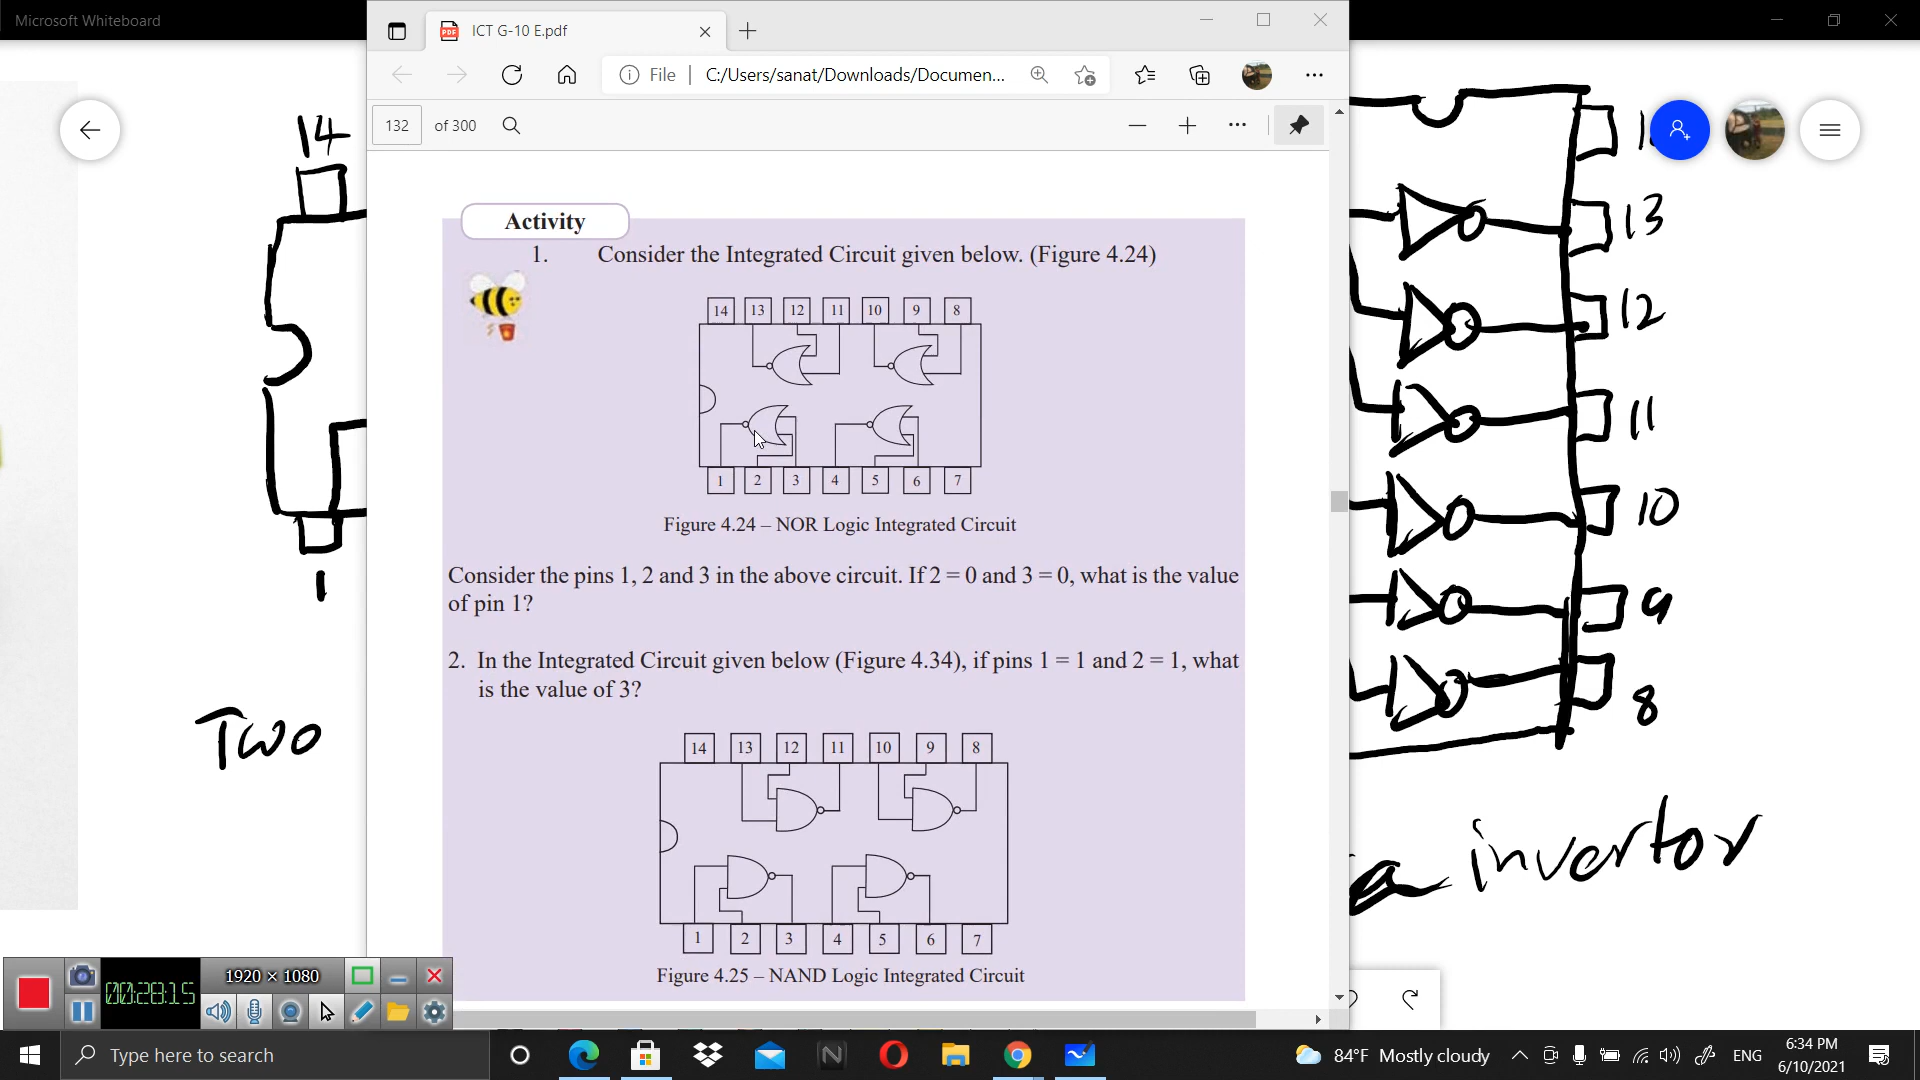 Microsoft Whiteboard
ICT G-10 E.pdf
File
C:/Users/sanat/Downloads/Documen...
132 of 300
Activity
1. Consider the Integrated Circuit given below. (Figure 4.24)
14 13 12 11 10 9 8
1 2 3 4 5 6 7
Figure 4.24 – NOR Logic Integrated Circuit
Consider the pins 1, 2 and 3 in the above circuit. If 2 = 0 and 3 = 0, what is the value
of pin 1?
2. In the Integrated Circuit given below (Figure 4.34), if pins 1 = 1 and 2 = 1, what
is the value of 3?
14 13 12 11 10 9 8
1 2 3 4 5 6 7
Figure 4.25 – NAND Logic Integrated Circuit
14
1
Two
13
12
11
10
9
8
invertor
00:28:15
1920 × 1080
Type here to search
84°F Mostly cloudy
ENG
6:34 PM
6/10/2021